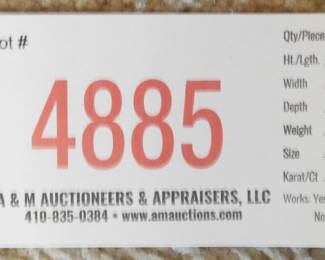 ot #
4885
A & M AUCTIONEERS & APPRAISERS, LLC
410-835-0384 • www.amauctions.com
Qty/Piece
Ht./Lgth.
Width
Depth
Weight
Size
Karat/Ct
Works: Yes
No